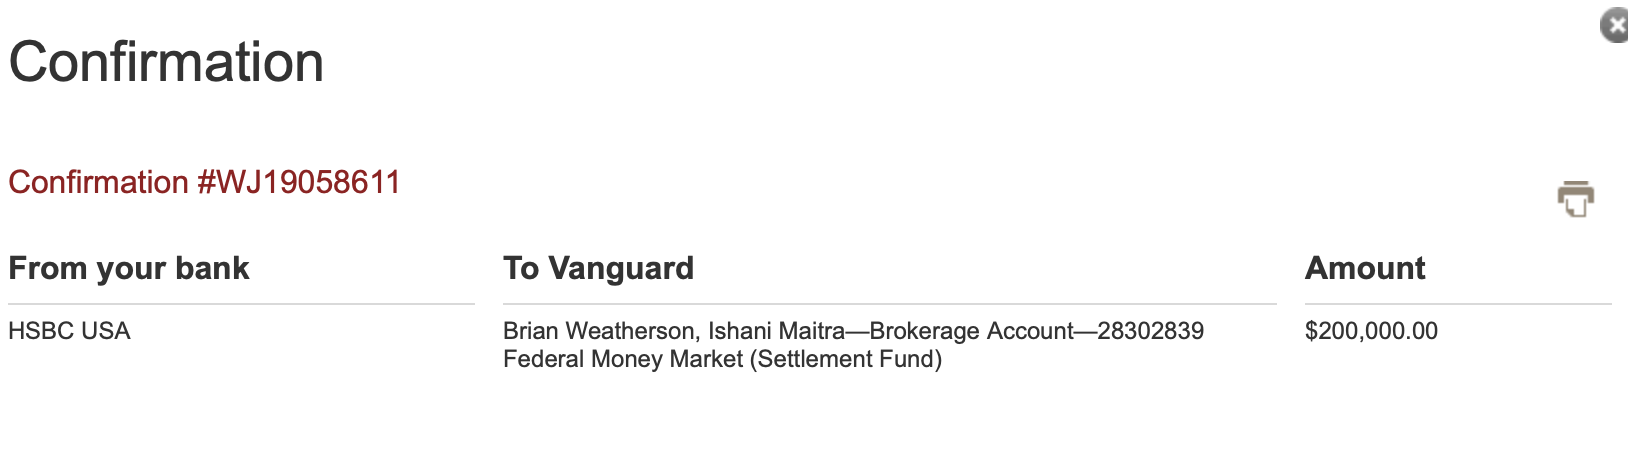 Confirmation
Confirmation #WJ19058611
From your bank
To Vanguard
Amount
HSBC USA
Brian Weatherson, Ishani Maitra—Brokerage Account—28302839
Federal Money Market (Settlement Fund)
$200,000.00